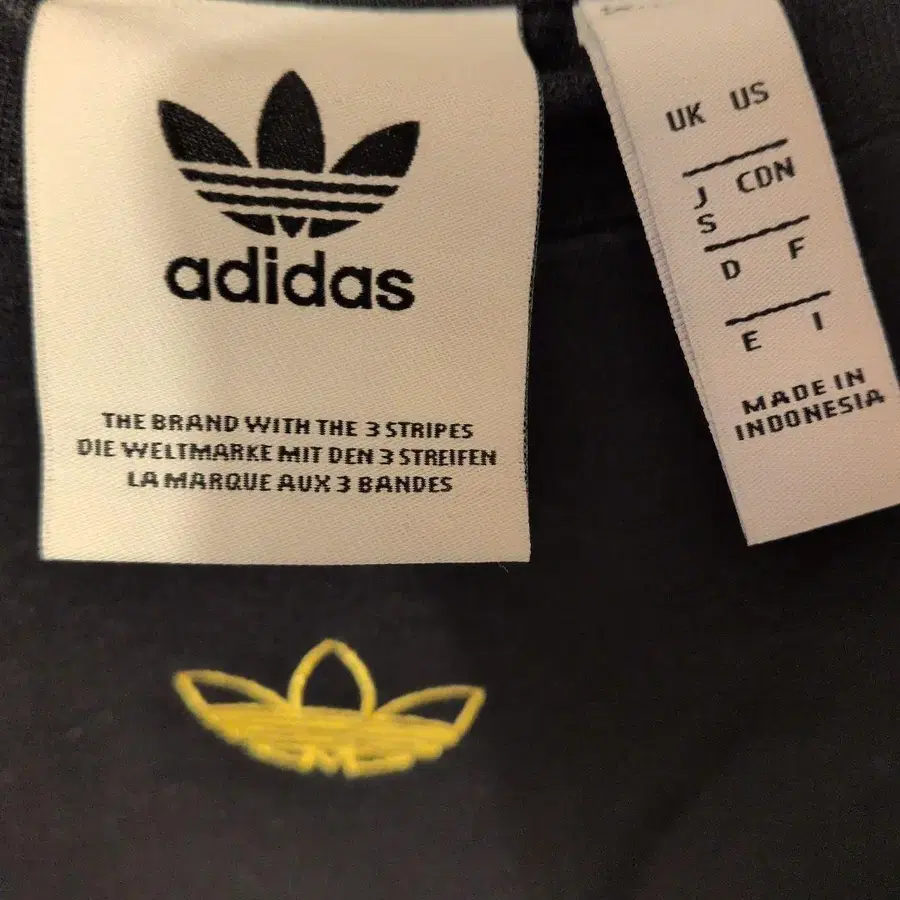 adidas
THE BRAND WITH THE 3 STRIPES
DIE WELTMARKE MIT DEN 3 STREIFEN
LA MARQUE AUX 3 BANDES
UK US
J CDN
S
D F
E I
MADE IN
INDONESIA